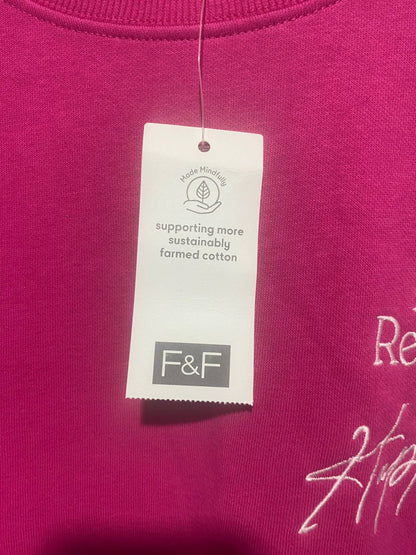 Made Mindfully
supporting more
sustainably
farmed cotton
F&F
Re